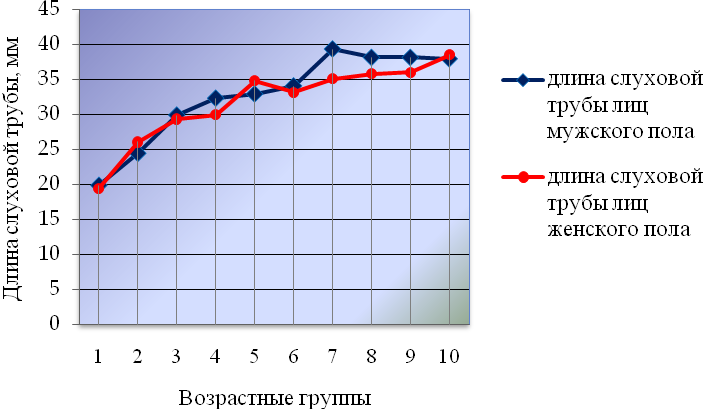 45
40
35
30
25
20
15
10
5
0
Длина слуховой трубы, мм
1 2 3 4 5 6 7 8 9 10
Возрастные группы
длина слуховой
трубы лиц
мужского пола
длина слуховой
трубы лиц
женского пола